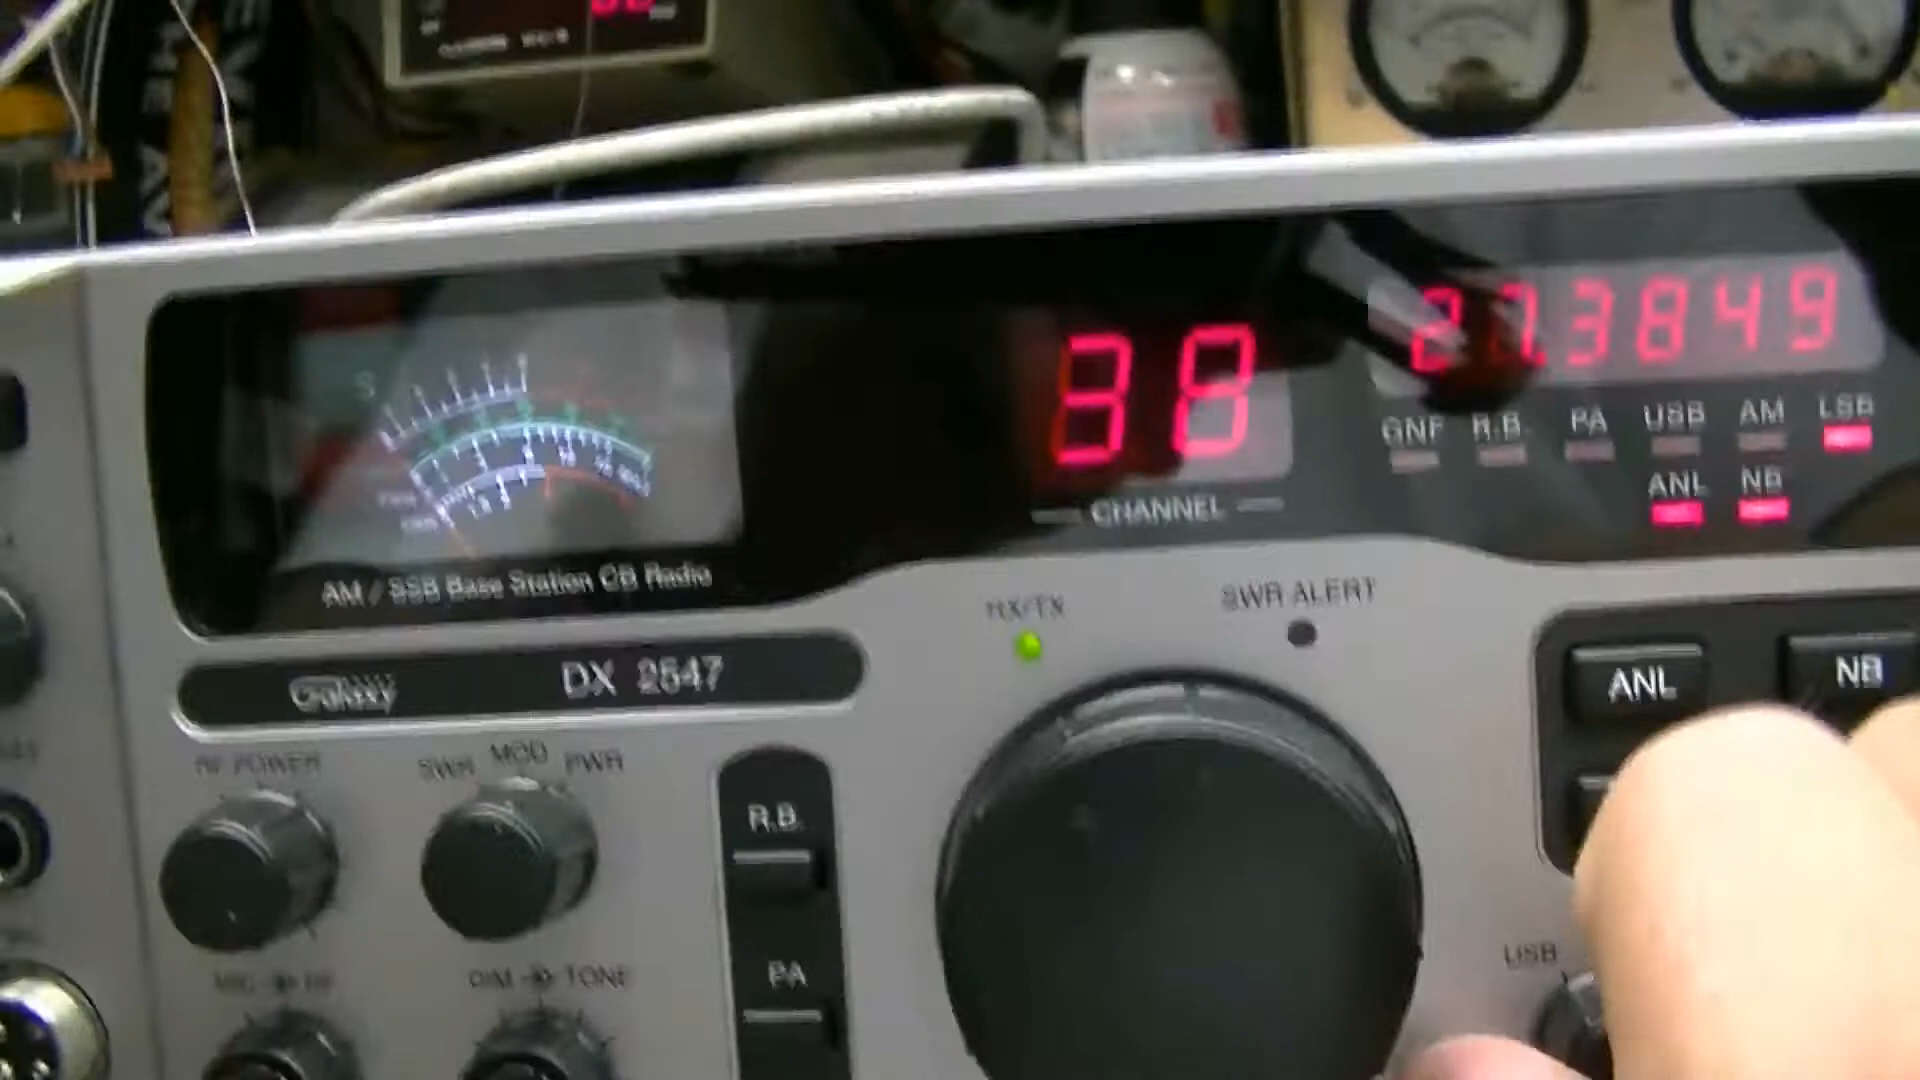 38
27.3849
GNF R.B. PA USB AM LSB
ANL NB
CHANNEL
AM / SSB Base Station CB Radio
RX/TX
SWR ALERT
Galaxy DX 2547
ANL
NB
RF POWER
SWR MOD PWR
R.B.
PA
DIM TONE
USB